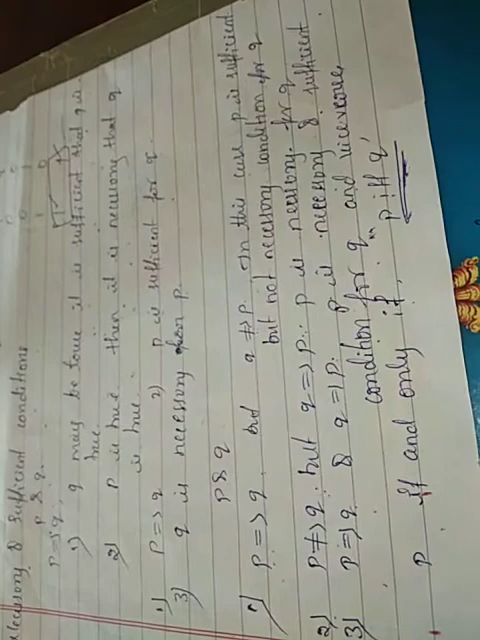 Necessary & Sufficient conditions
P & q.
P => q.
1) q may be true it is sufficient that q is
true.
2) P is true then it is necessary that q
is true.
1) P => q 2) P is sufficient for q.
3) q is necessary for P.
P & q
1) P => q. and q ≠> P. In this case P is sufficient
but not necessary condition for q
2) P ≠> q. but q => P. P is necessary for q
3) P => q & q => P. P is necessary & sufficient
condition for q and viceversa.
P iff and only if. "P iff q"